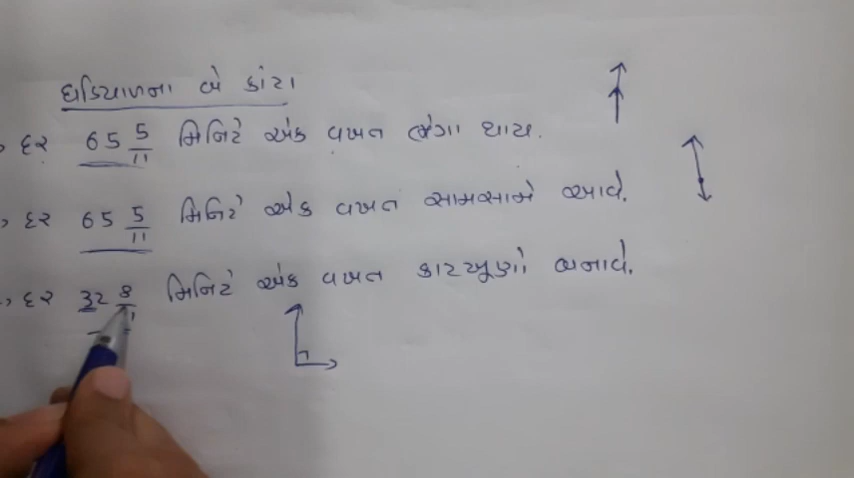 ઘડિયાળના બે કાંટા
દર 65 5/11 મિનિટે એક વખત ભેગા થાય.
દર 65 5/11 મિનિટે એક વખત સામસામે આવે.
દર 32 8/11 મિનિટે એક વખત કાટખૂણો બનાવે.